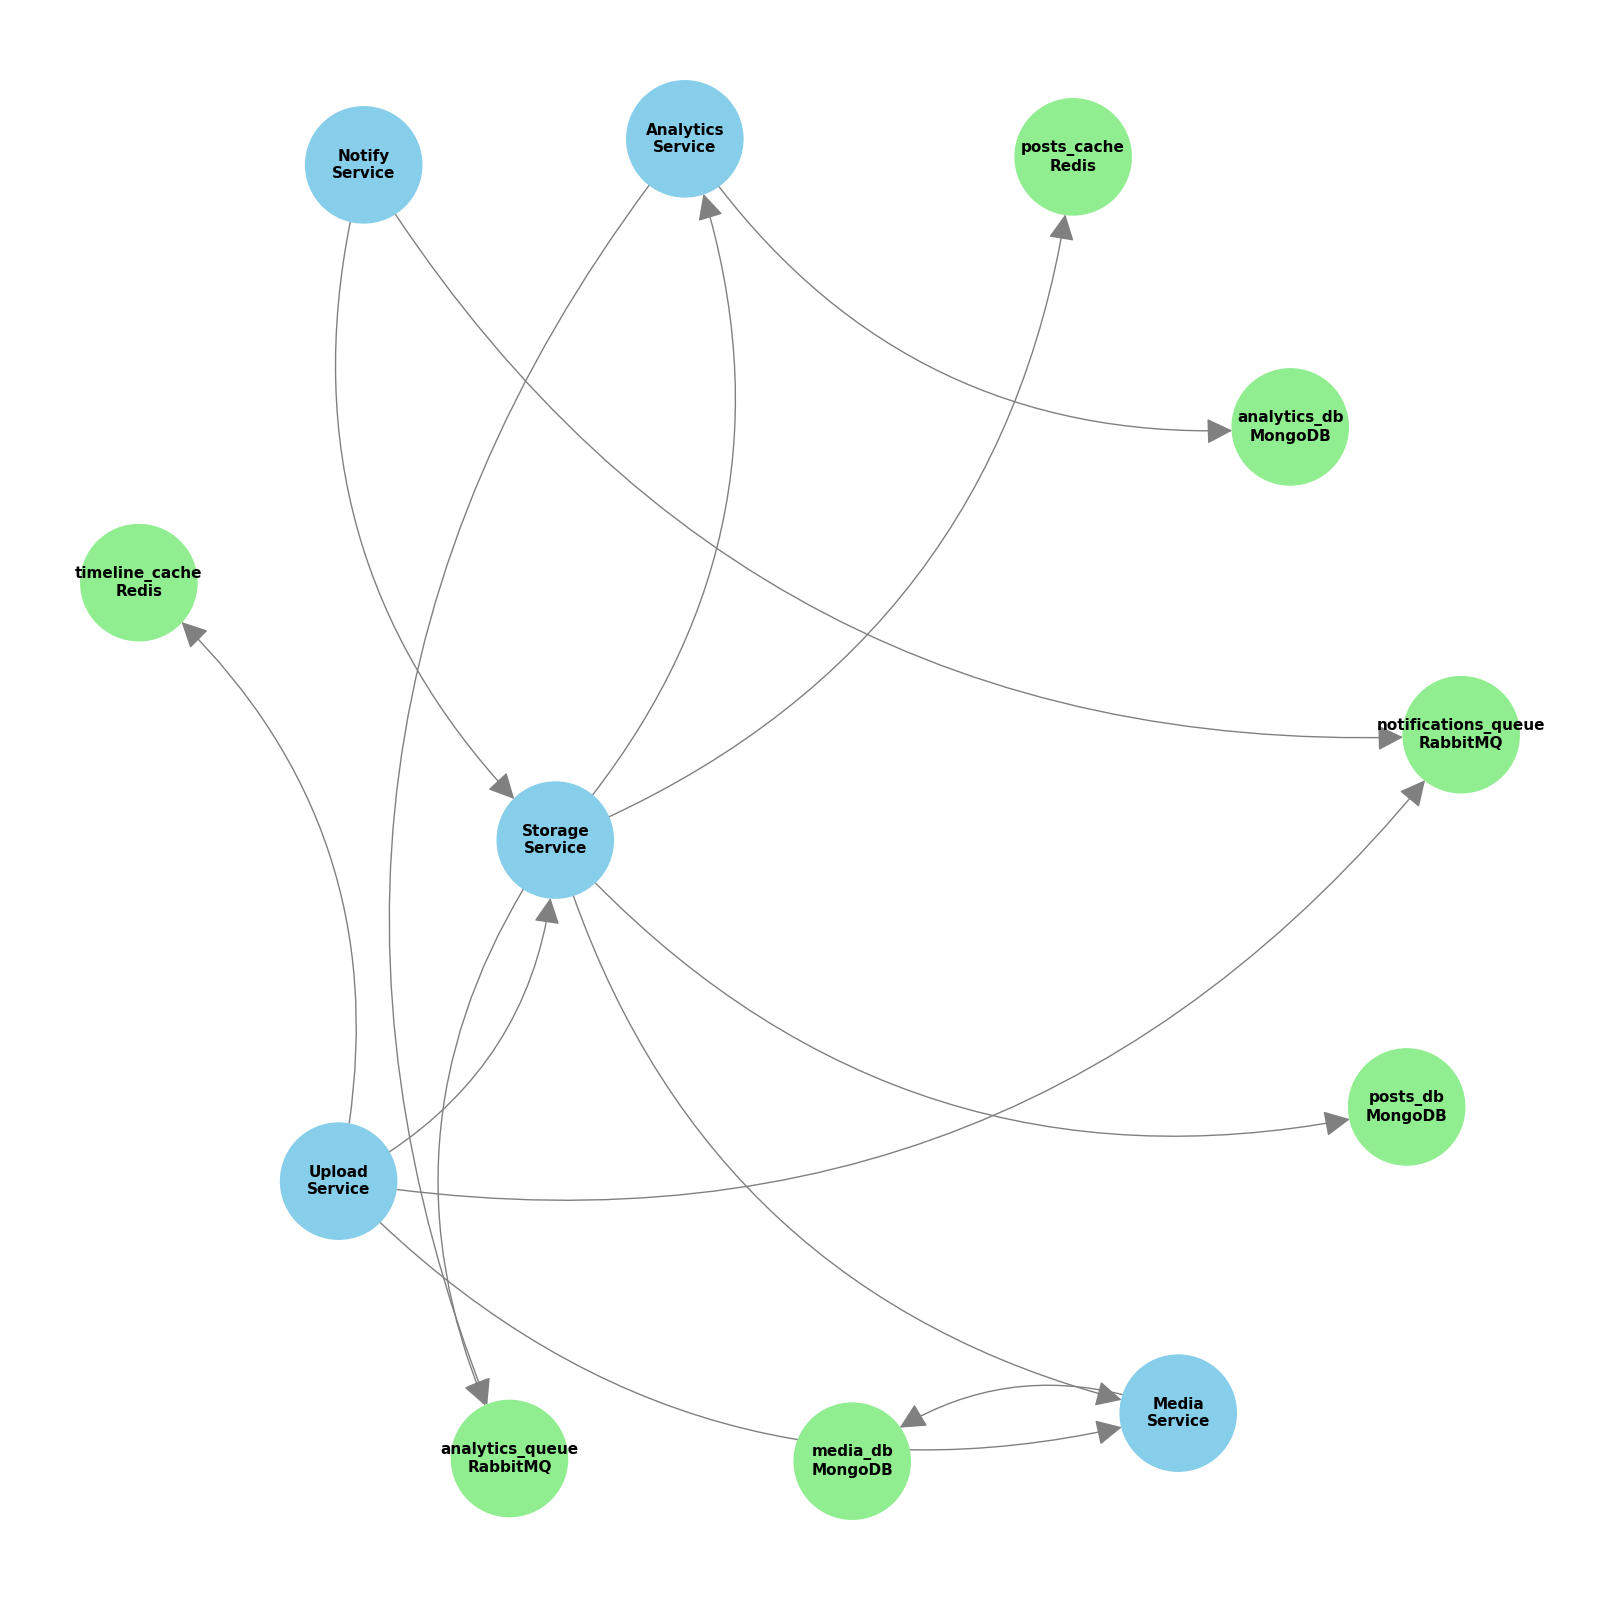 Notify
Service
Analytics
Service
posts_cache
Redis
analytics_db
MongoDB
timeline_cache
Redis
notifications_queue
RabbitMQ
Storage
Service
posts_db
MongoDB
Upload
Service
Media
Service
analytics_queue
RabbitMQ
media_db
MongoDB